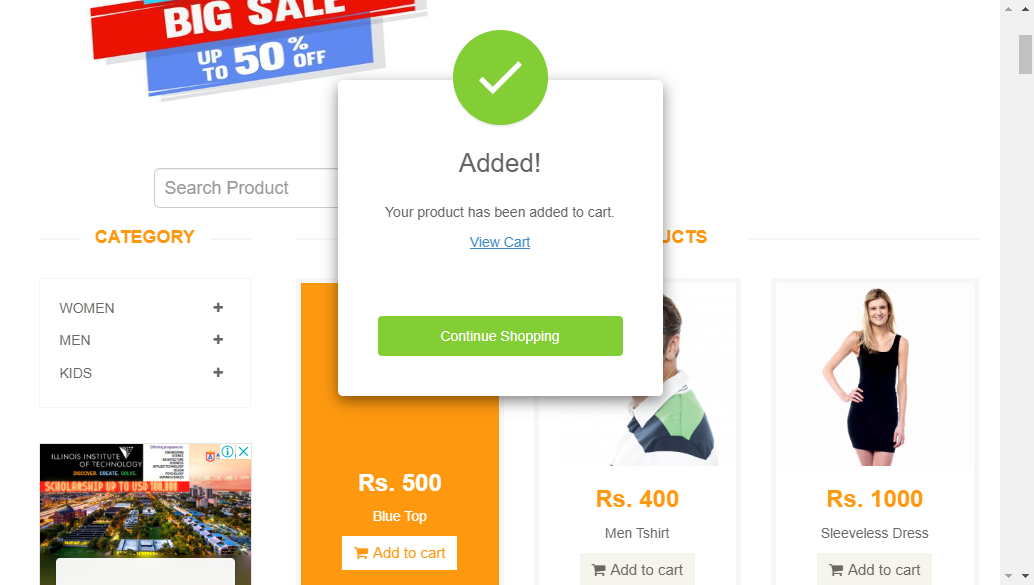 BIG SALE
UP TO 50% OFF
Added!
Your product has been added to cart.
View Cart
Continue Shopping
Search Product
CATEGORY
UCTS
WOMEN
MEN
KIDS
ILLINOIS INSTITUTE
OF TECHNOLOGY
DISCOVER. CREATE. SOLVE.
SCHOLARSHIP UP TO USD 100,000
Rs. 500
Blue Top
Add to cart
Rs. 400
Men Tshirt
Add to cart
Rs. 1000
Sleeveless Dress
Add to cart